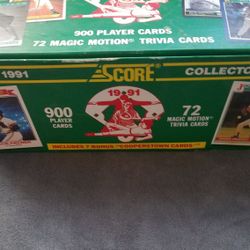 900 PLAYER CARDS
72 MAGIC MOTION® TRIVIA CARDS
1991
SCORE
COLLECTO
900
PLAYER
CARDS
1991
72
MAGIC MOTION®
TRIVIA CARDS
INCLUDES 7 BONUS "COOPERSTOWN CARDS"